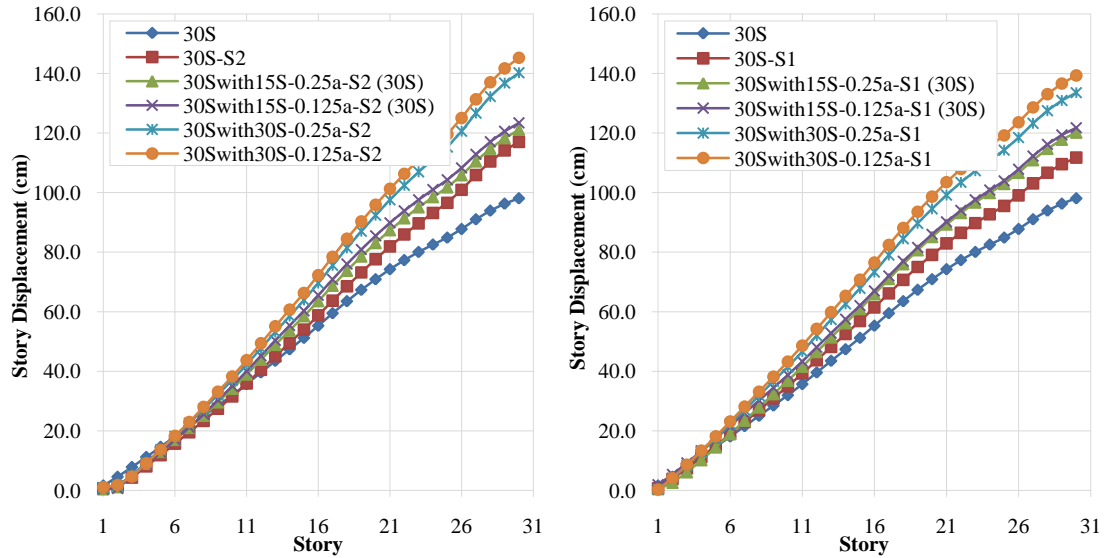 160.0
140.0
120.0
100.0
80.0
60.0
40.0
20.0
0.0
Story Displacement (cm)
30S
30S-S2
30Swith15S-0.25a-S2 (30S)
30Swith15S-0.125a-S2 (30S)
30Swith30S-0.25a-S2
30Swith30S-0.125a-S2
1 6 11 16 21 26 31
Story
160.0
140.0
120.0
100.0
80.0
60.0
40.0
20.0
0.0
Story Displacement (cm)
30S
30S-S1
30Swith15S-0.25a-S1 (30S)
30Swith15S-0.125a-S1 (30S)
30Swith30S-0.25a-S1
30Swith30S-0.125a-S1
1 6 11 16 21 26 31
Story